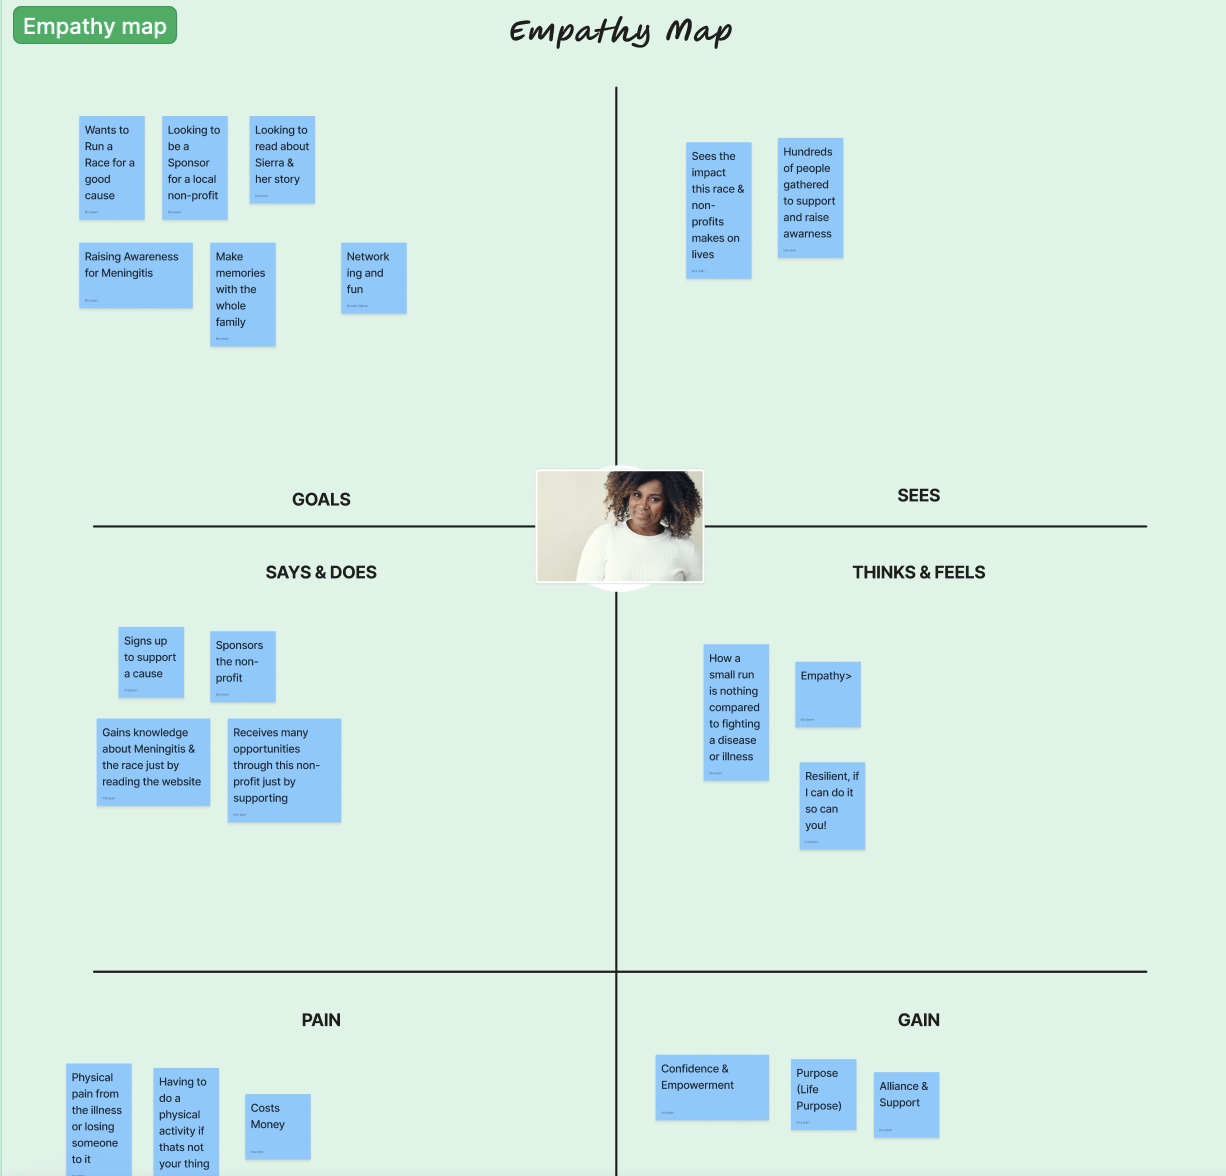 Empathy map
Empathy Map
Wants to
Run a
Race for a
good
cause
Looking to
be a
Sponsor
for a local
non-profit
Looking to
read about
Sierra &
her story
Raising Awareness
for Meningitis
Make
memories
with the
whole
family
Network
ing and
fun
GOALS
Sees the
impact
this race &
non-
profits
makes on
lives
Hundreds
of people
gathered
to support
and raise
awarness
SEES
SAYS & DOES
Signs up
to support
a cause
Sponsors
the non-
profit
Gains knowledge
about Meningitis &
the race just by
reading the website
Receives many
opportunities
through this non-
profit just by
supporting
THINKS & FEELS
How a
small run
is nothing
compared
to fighting
a disease
or illness
Empathy>
Resilient, if
I can do it
so can
you!
PAIN
Physical
pain from
the illness
or losing
someone
to it
Having to
do a
physical
activity if
thats not
your thing
Costs
Money
GAIN
Confidence &
Empowerment
Purpose
(Life
Purpose)
Alliance &
Support